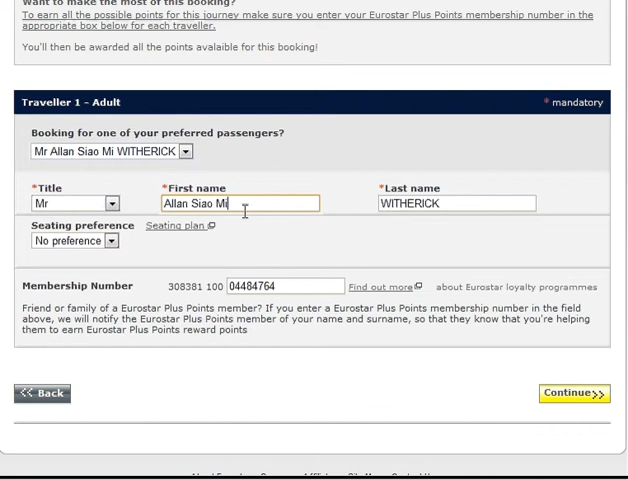 Want to make the most of this booking?
To earn all the possible points for this journey make sure you enter your Eurostar Plus Points membership number in the
appropriate box below for each traveller.
You'll then be awarded all the points avalaible for this booking!
Traveller 1 - Adult * mandatory
Booking for one of your preferred passengers?
Mr Allan Siao Mi WITHERICK
*Title *First name *Last name
Mr Allan Siao Mi WITHERICK
Seating preference Seating plan
No preference
Membership Number 308381 100 04484764 Find out more about Eurostar loyalty programmes
Friend or family of a Eurostar Plus Points member? If you enter a Eurostar Plus Points membership number in the field
above, we will notify the Eurostar Plus Points member of your name and surname, so that they know that you're helping
them to earn Eurostar Plus Points reward points
<< Back Continue >>